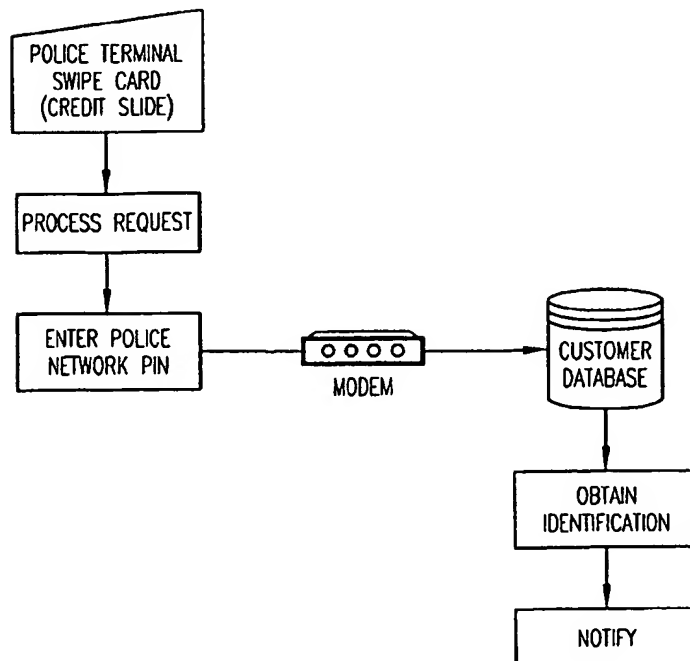 POLICE TERMINAL
SWIPE CARD
(CREDIT SLIDE)
PROCESS REQUEST
ENTER POLICE
NETWORK PIN
MODEM
CUSTOMER
DATABASE
OBTAIN
IDENTIFICATION
NOTIFY